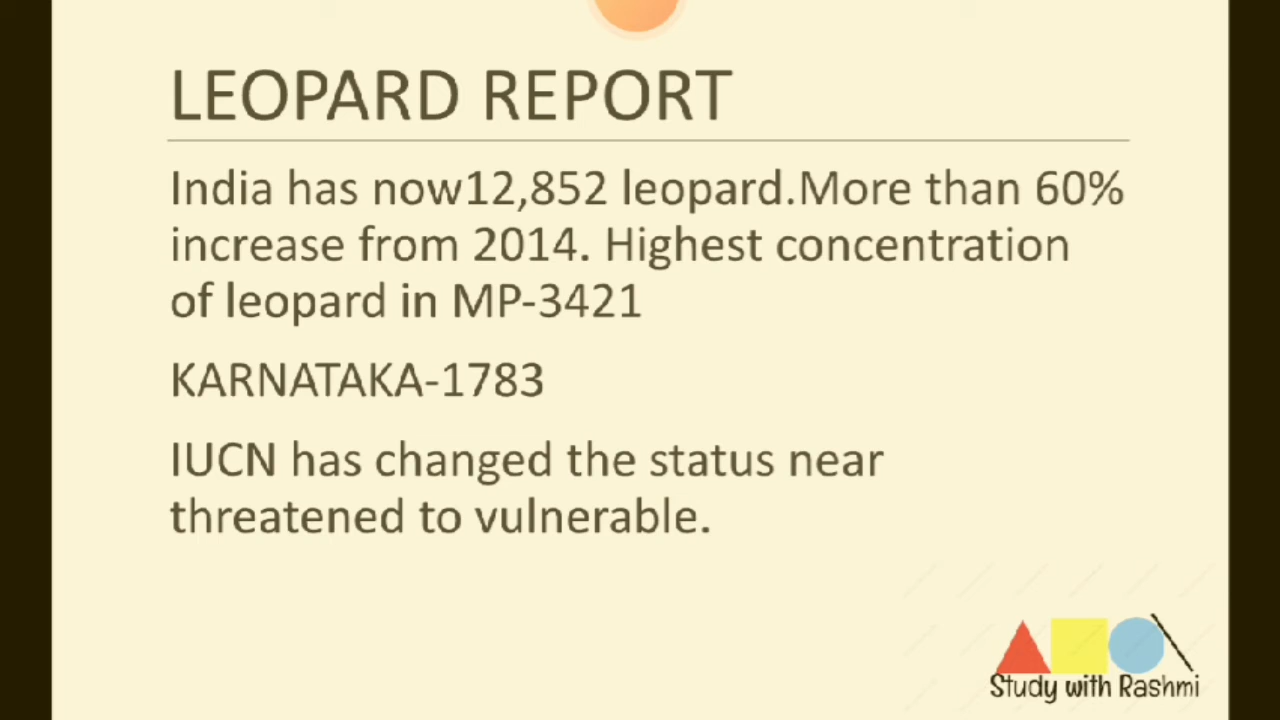 LEOPARD REPORT
India has now12,852 leopard.More than 60%
increase from 2014. Highest concentration
of leopard in MP-3421
KARNATAKA-1783
IUCN has changed the status near
threatened to vulnerable.
Study with Rashmi